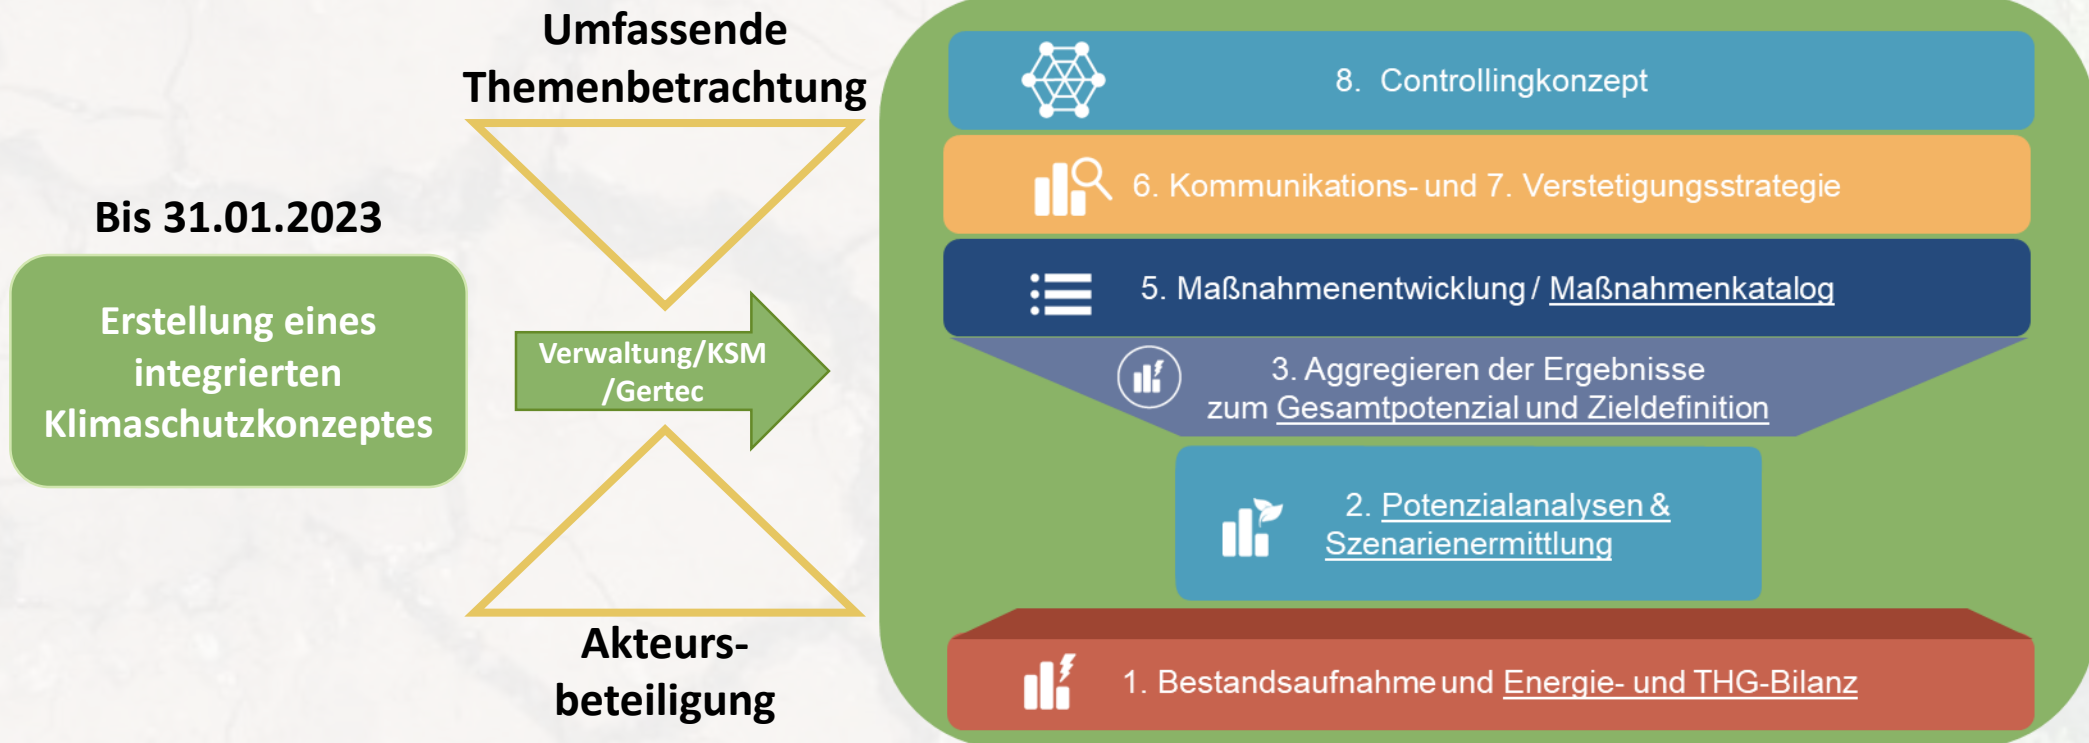 Bis 31.01.2023
Erstellung eines
integrierten
Klimaschutzkonzeptes
Umfassende
Themenbetrachtung
Verwaltung/KSM
/Gertec
Akteurs-
beteiligung
8. Controllingkonzept
6. Kommunikations- und 7. Verstetigungsstrategie
5. Maßnahmenentwicklung / Maßnahmenkatalog
3. Aggregieren der Ergebnisse
zum Gesamtpotenzial und Zieldefinition
2. Potenzialanalysen &
Szenarienermittlung
1. Bestandsaufnahme und Energie- und THG-Bilanz